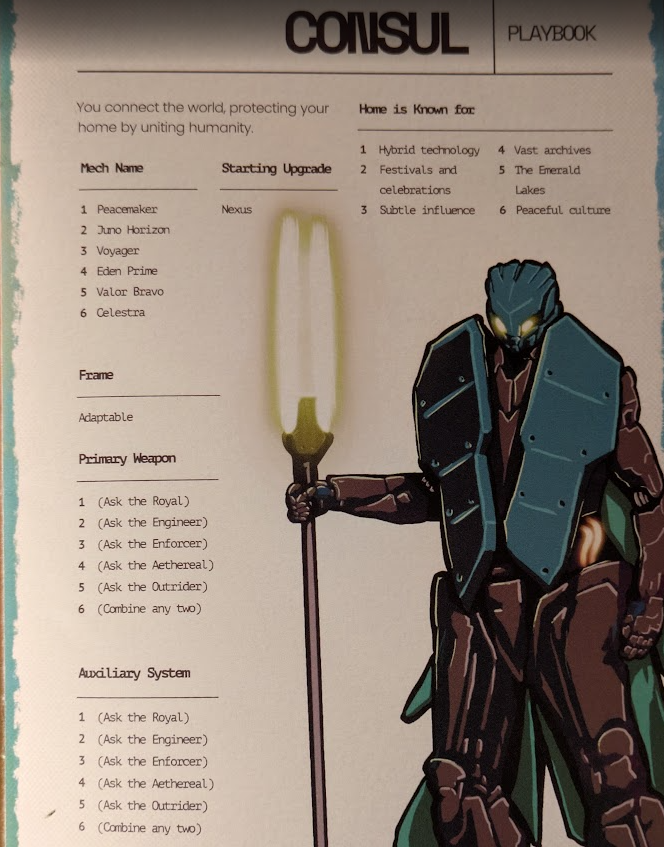 CONSUL
PLAYBOOK
You connect the world, protecting your
home by uniting humanity.
Mech Name
1 Peacemaker
2 Juno Horizon
3 Voyager
4 Eden Prime
5 Valor Bravo
6 Celestra
Starting Upgrade
Nexus
Home is Known for
1 Hybrid technology
2 Festivals and
celebrations
3 Subtle influence
4 Vast archives
5 The Emerald
Lakes
6 Peaceful culture
Frame
Adaptable
Primary Weapon
1 (Ask the Royal)
2 (Ask the Engineer)
3 (Ask the Enforcer)
4 (Ask the Aethereal)
5 (Ask the Outrider)
6 (Combine any two)
Auxiliary System
1 (Ask the Royal)
2 (Ask the Engineer)
3 (Ask the Enforcer)
4 (Ask the Aethereal)
5 (Ask the Outrider)
6 (Combine any two)